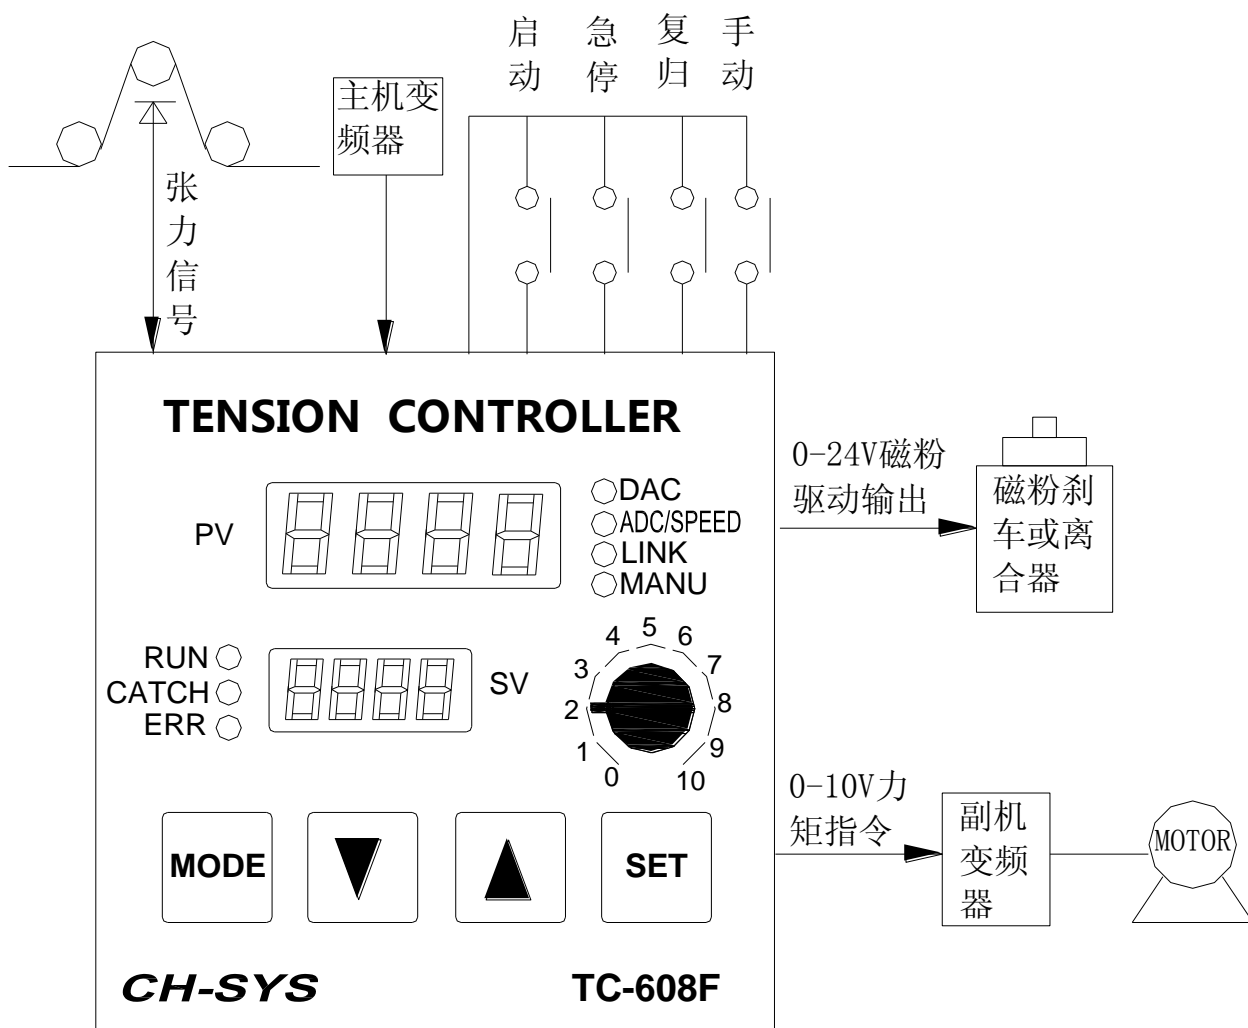 启动
急停
复归
手动
主机变
频器
张力信号
TENSION CONTROLLER
PV
DAC
ADC/SPEED
LINK
MANU
0-24V磁粉
驱动输出
磁粉刹
车或离
合器
RUN
CATCH
ERR
SV
0
1
2
3
4
5
6
7
8
9
10
0-10V力
矩指令
副机
变频
器
MOTOR
MODE
SET
CH-SYS
TC-608F